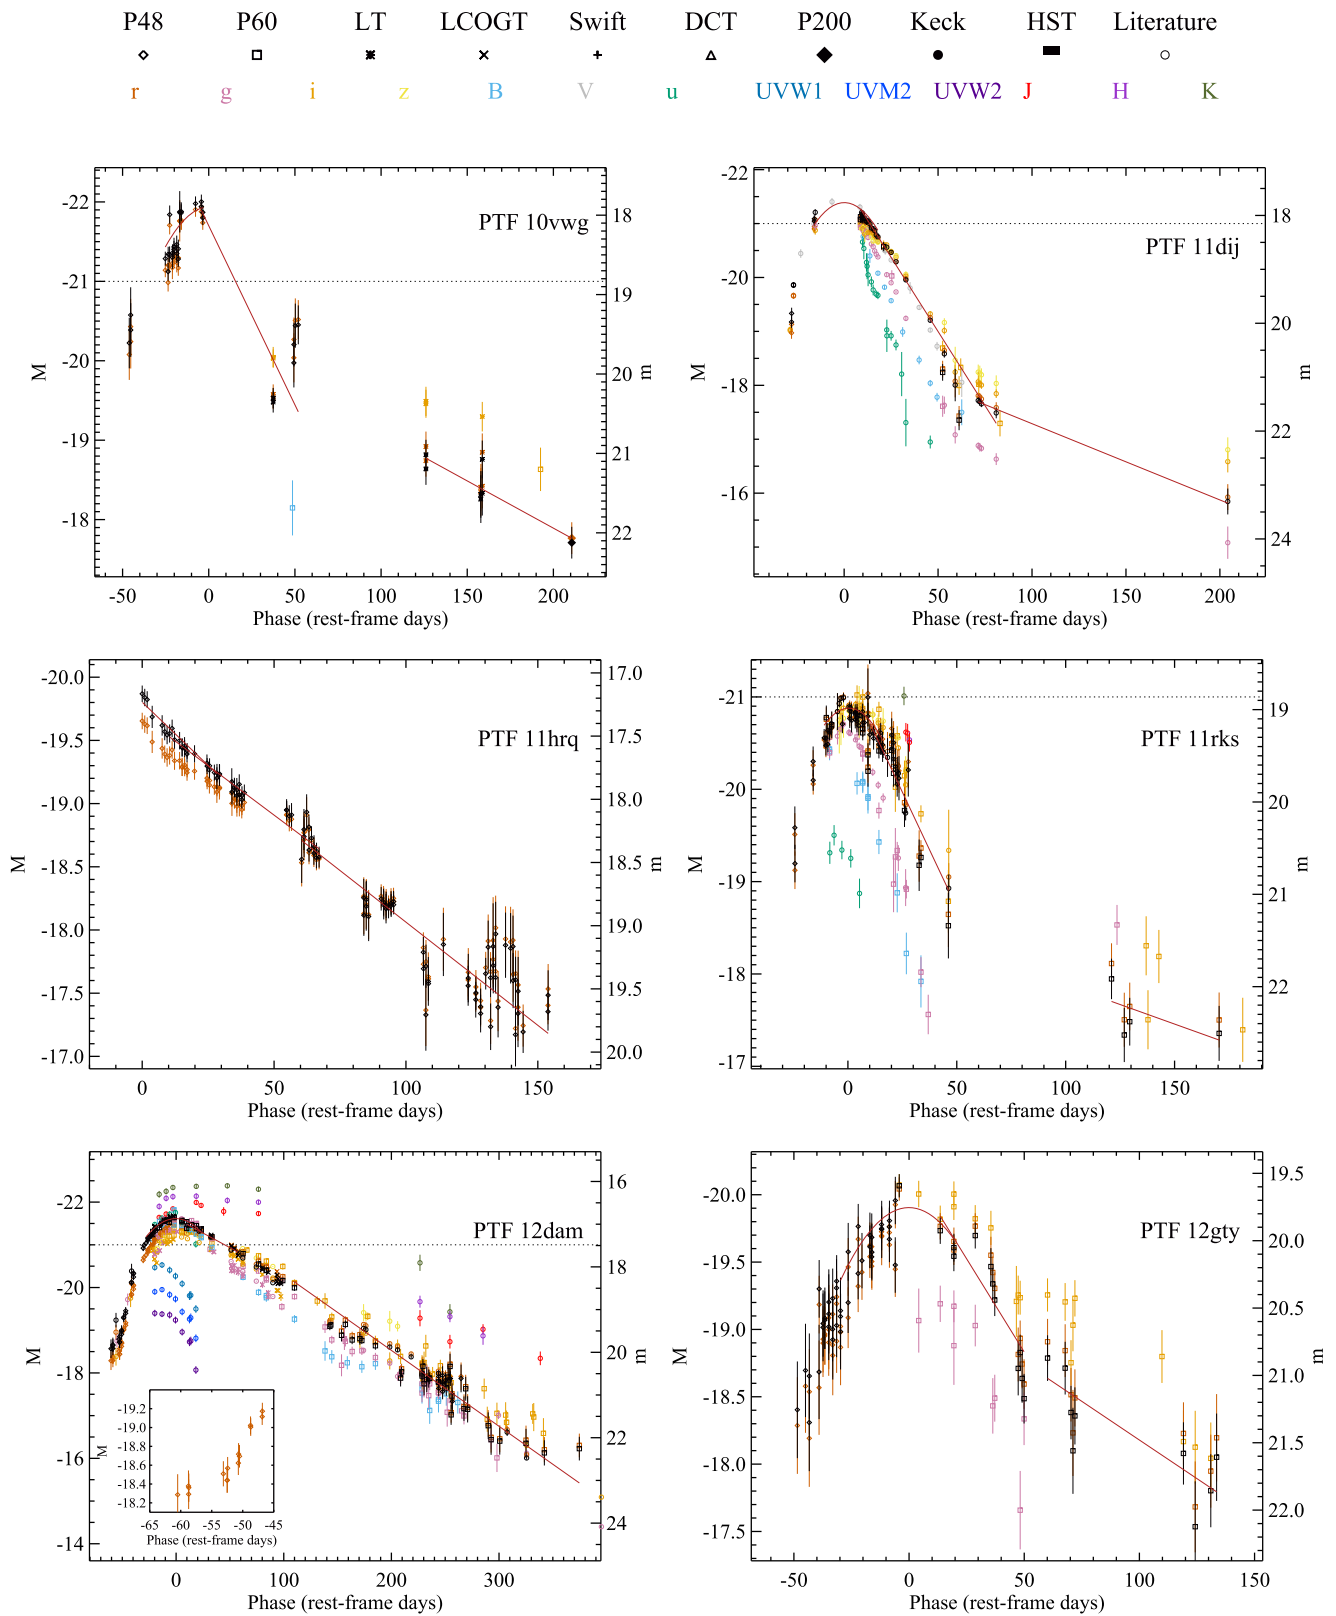 P48 P60 LT LCOGT Swift DCT P200 Keck HST Literature
r g i z B V u UVW1 UVM2 UVW2 J H K
PTF 10vwg
-22
-21
-20
-19
-18
M
18
19
20
21
22
m
-50 0 50 100 150 200
Phase (rest-frame days)
PTF 11dij
-22
-20
-18
-16
M
18
20
22
24
m
0 50 100 150 200
Phase (rest-frame days)
PTF 11hrq
-20.0
-19.5
-19.0
-18.5
-18.0
-17.5
-17.0
M
17.0
17.5
18.0
18.5
19.0
19.5
20.0
m
0 50 100 150
Phase (rest-frame days)
PTF 11rks
-21
-20
-19
-18
-17
M
19
20
21
22
m
0 50 100 150
Phase (rest-frame days)
PTF 12dam
-22
-20
-18
-16
-14
M
16
18
20
22
24
m
0 100 200 300
Phase (rest-frame days)
-19.2
-19.0
-18.8
-18.6
-18.4
-18.2
M
-65 -60 -55 -50 -45
Phase (rest-frame days)
PTF 12gty
-20.0
-19.5
-19.0
-18.5
-18.0
-17.5
M
19.5
20.0
20.5
21.0
21.5
22.0
m
-50 0 50 100 150
Phase (rest-frame days)